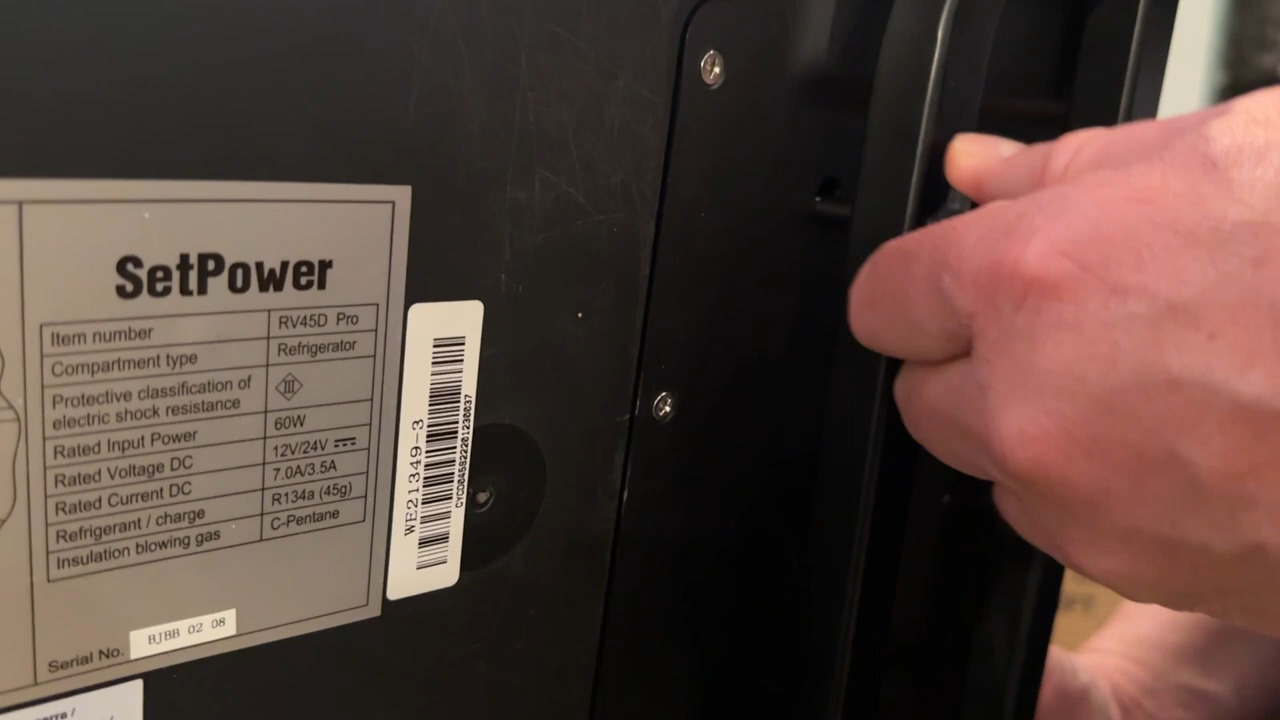 SetPower
Item number RV45D Pro
Compartment type Refrigerator
Protective classification of
electric shock resistance III
Rated Input Power 60W
Rated Voltage DC 12V/24V
Rated Current DC 7.0A/3.5A
Refrigerant / charge R134a (45g)
Insulation blowing gas C-Pentane
Serial No. BJBB 02 08
WE21349-3